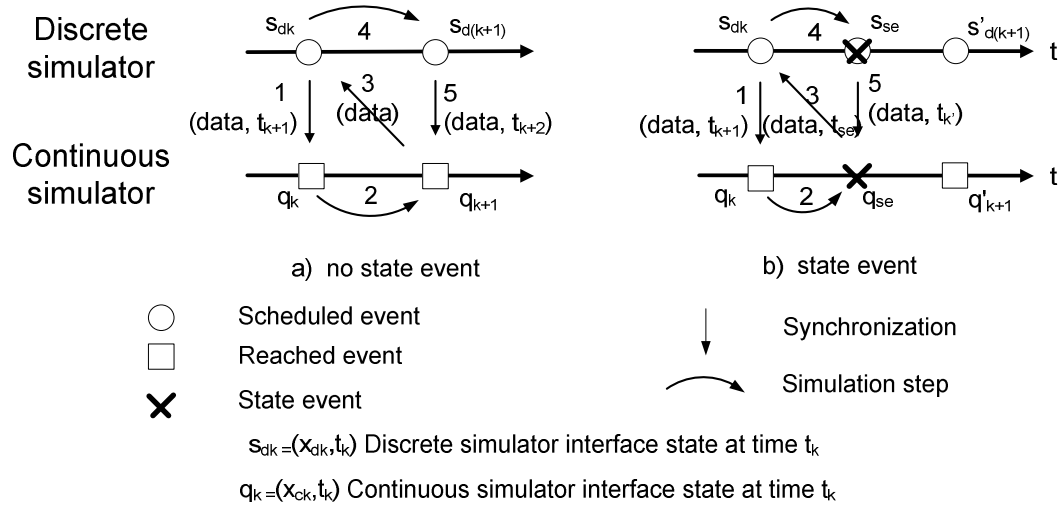 Discrete simulator
s_dk 4 s_d(k+1)
s_dk 4 s_se s'_d(k+1)
t
1 3 5
(data, t_k+1) (data) (data, t_k+2)
1 3 5
(data, t_k+1) (data, t_se) (data, t_k')
Continuous simulator
q_k 2 q_k+1
q_k 2 q_se q'_k+1
t
a) no state event
b) state event
Scheduled event
Reached event
State event
Synchronization
Simulation step
s_dk=(x_dk,t_k) Discrete simulator interface state at time t_k
q_k=(x_ck,t_k) Continuous simulator interface state at time t_k